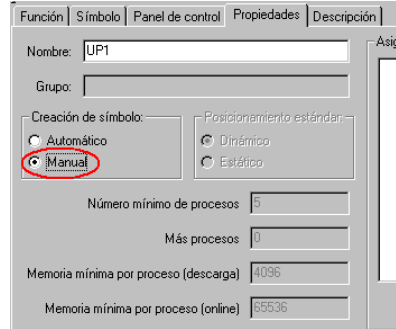 Función Símbolo Panel de control Propiedades Descripción
Nombre: UP1
Grupo:
Creación de símbolo:
Automático
Manual
Posicionamiento estándar:
Dinámico
Estático
Número mínimo de procesos 5
Más procesos 0
Memoria mínima por proceso (descarga) 4096
Memoria mínima por proceso (online) 65536